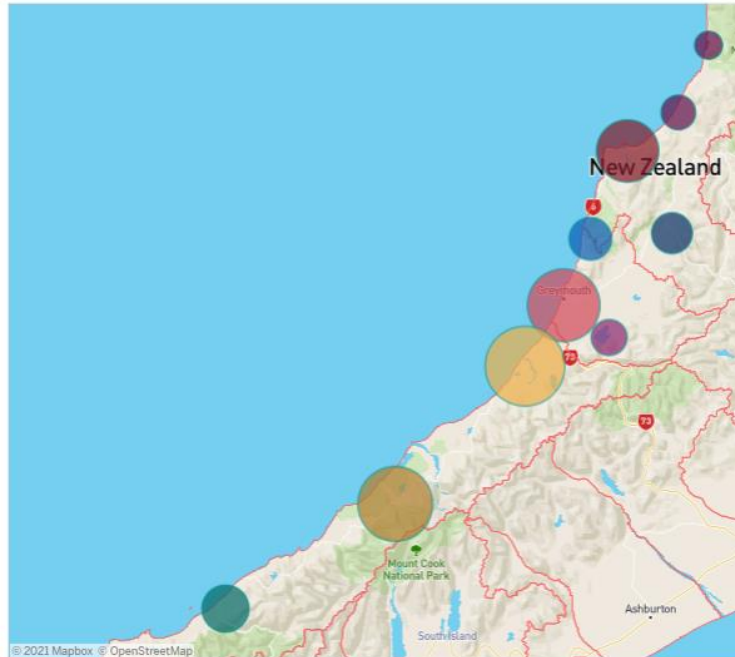 New Zealand
6
Greymouth
73
73
Mount Cook
National Park
Ashburton
South Island
© 2021 Mapbox © OpenStreetMap